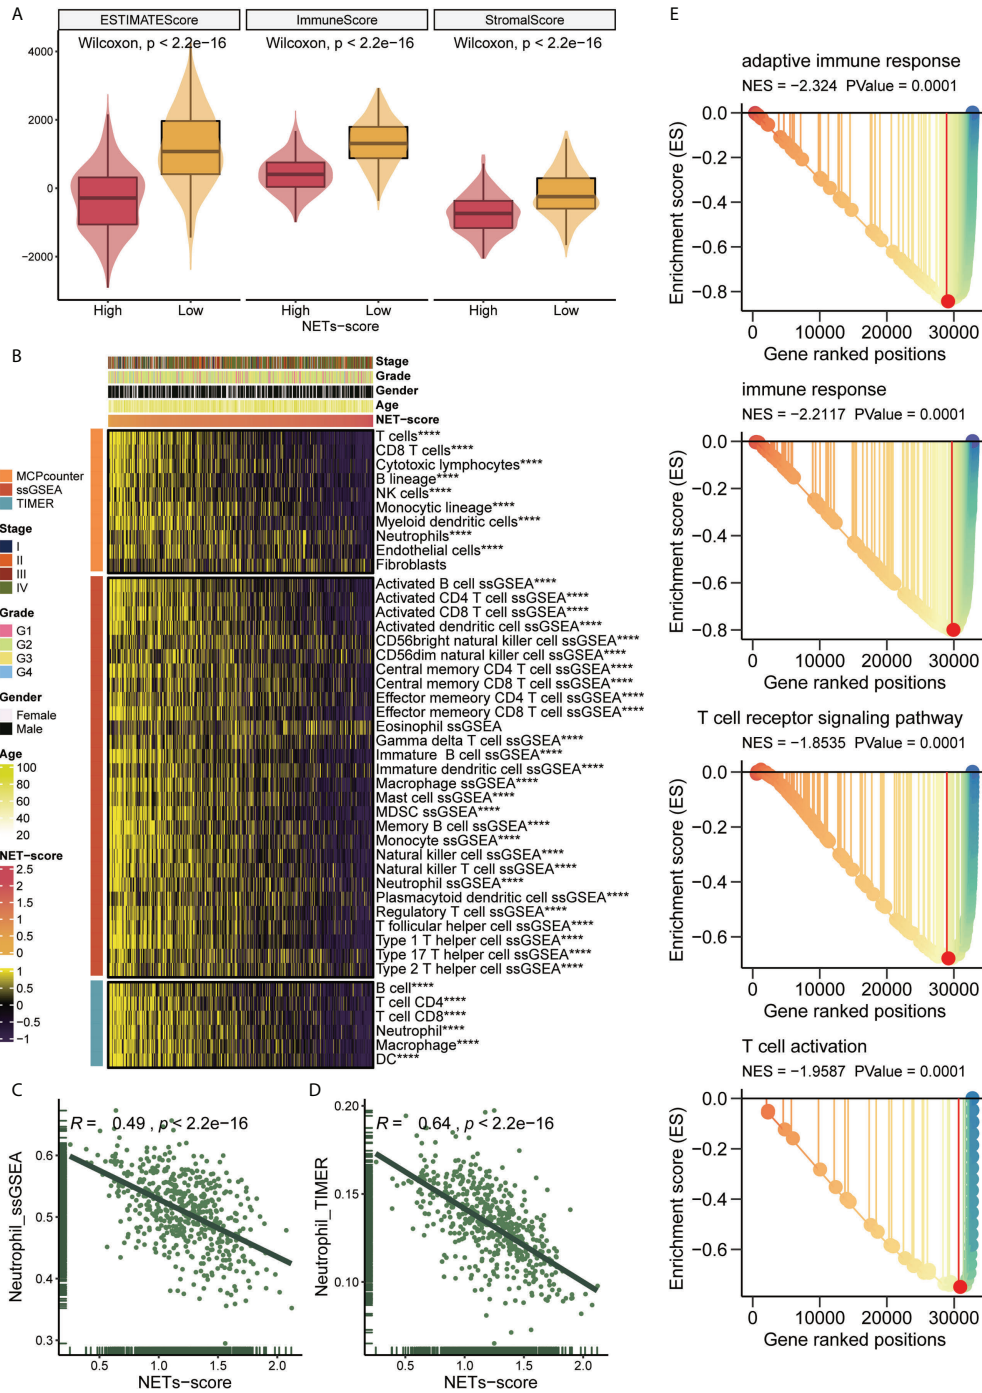 A
ESTIMATEScore
ImmuneScore
StromalScore
Wilcoxon, p < 2.2e−16
Wilcoxon, p < 2.2e−16
Wilcoxon, p < 2.2e−16
4000
2000
0
−2000
High
Low
High
Low
High
Low
NETs−score
B
Stage
Grade
Gender
Age
NET−score
T cells****
CD8 T cells****
Cytotoxic lymphocytes****
B lineage****
NK cells****
Monocytic lineage****
Myeloid dendritic cells****
Neutrophils****
Endothelial cells****
Fibroblasts
Activated B cell ssGSEA****
Activated CD4 T cell ssGSEA****
Activated CD8 T cell ssGSEA****
Activated dendritic cell ssGSEA****
CD56bright natural killer cell ssGSEA****
CD56dim natural killer cell ssGSEA****
Central memory CD4 T cell ssGSEA****
Central memory CD8 T cell ssGSEA****
Effector memeory CD4 T cell ssGSEA****
Effector memeory CD8 T cell ssGSEA****
Eosinophil ssGSEA
Gamma delta T cell ssGSEA****
Immature  B cell ssGSEA****
Immature dendritic cell ssGSEA****
Macrophage ssGSEA****
Mast cell ssGSEA****
MDSC ssGSEA****
Memory B cell ssGSEA****
Monocyte ssGSEA****
Natural killer cell ssGSEA****
Natural killer T cell ssGSEA****
Neutrophil ssGSEA****
Plasmacytoid dendritic cell ssGSEA****
Regulatory T cell ssGSEA****
T follicular helper cell ssGSEA****
Type 1 T helper cell ssGSEA****
Type 17 T helper cell ssGSEA****
Type 2 T helper cell ssGSEA****
B cell****
T cell CD4****
T cell CD8****
Neutrophil****
Macrophage****
DC****
MCPcounter
ssGSEA
TIMER
Stage
I
II
III
IV
Grade
G1
G2
G3
G4
Gender
Female
Male
Age
100
80
60
40
20
NET−score
2.5
2
1.5
1
0.5
0
1
0.5
0
−0.5
−1
C
R =    0.49 , p < 2.2e−16
Neutrophil_ssGSEA
0.6
0.5
0.4
0.3
0.5
1.0
1.5
2.0
NETs−score
D
R =    0.64 , p < 2.2e−16
Neutrophil_TIMER
0.20
0.15
0.10
0.5
1.0
1.5
2.0
NETs−score
E
adaptive immune response
NES = −2.324  PValue = 0.0001
Enrichment score (ES)
0.0
−0.2
−0.4
−0.6
−0.8
0
10000
20000
30000
Gene ranked positions
immune response
NES = −2.2117  PValue = 0.0001
Enrichment score (ES)
0.0
−0.2
−0.4
−0.6
−0.8
0
10000
20000
30000
Gene ranked positions
T cell receptor signaling pathway
NES = −1.8535  PValue = 0.0001
Enrichment score (ES)
0.0
−0.2
−0.4
−0.6
0
10000
20000
30000
Gene ranked positions
T cell activation
NES = −1.9587  PValue = 0.0001
Enrichment score (ES)
0.0
−0.2
−0.4
−0.6
0
10000
20000
30000
Gene ranked positions